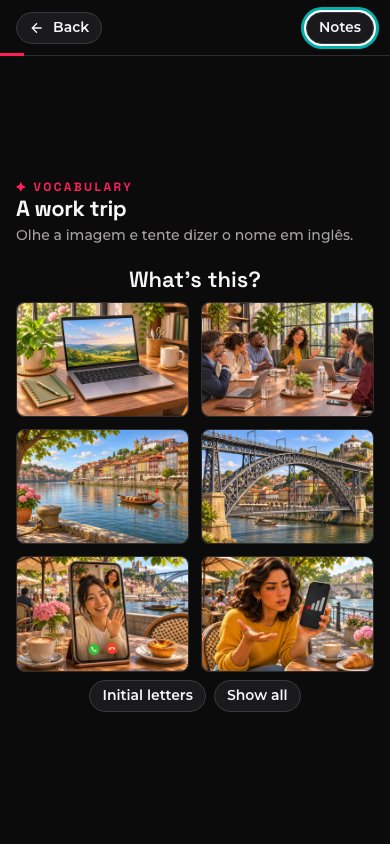 Back
Notes
VOCABULARY
A work trip
Olhe a imagem e tente dizer o nome em inglês.
What's this?
Initial letters
Show all